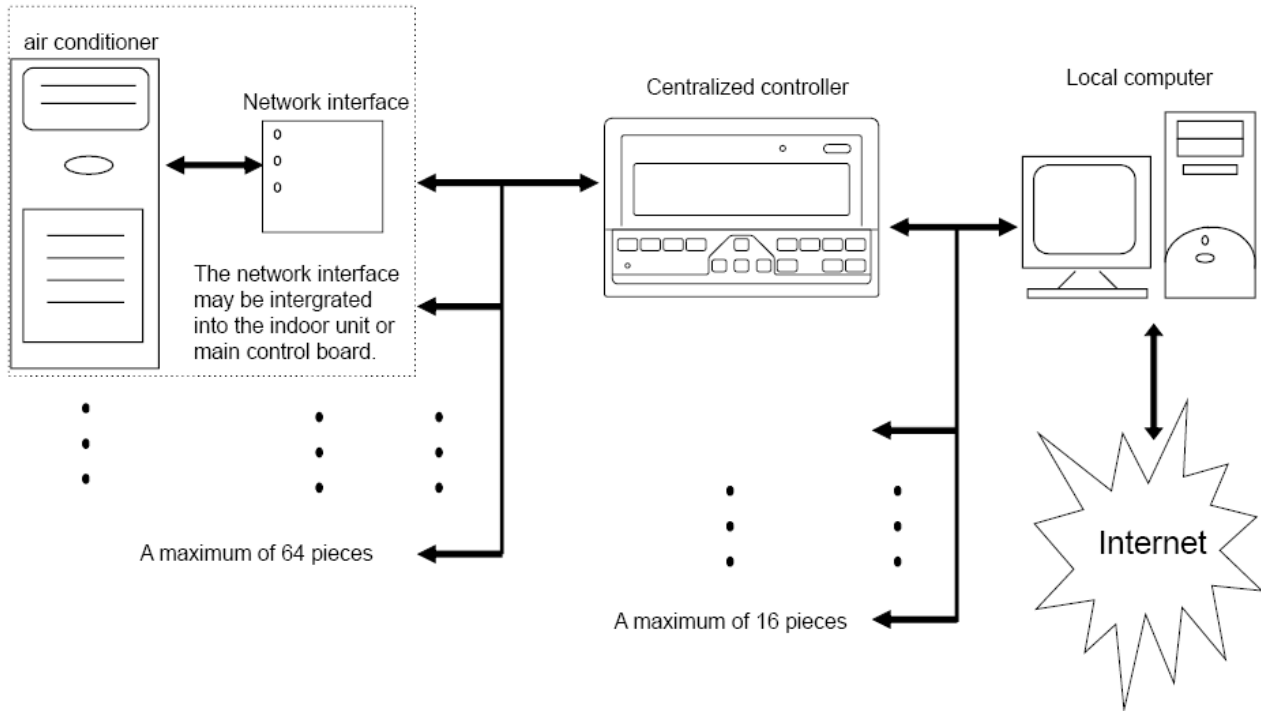 air conditioner
Network interface
The network interface
may be intergrated
into the indoor unit or
main control board.
A maximum of 64 pieces
Centralized controller
A maximum of 16 pieces
Local computer
Internet